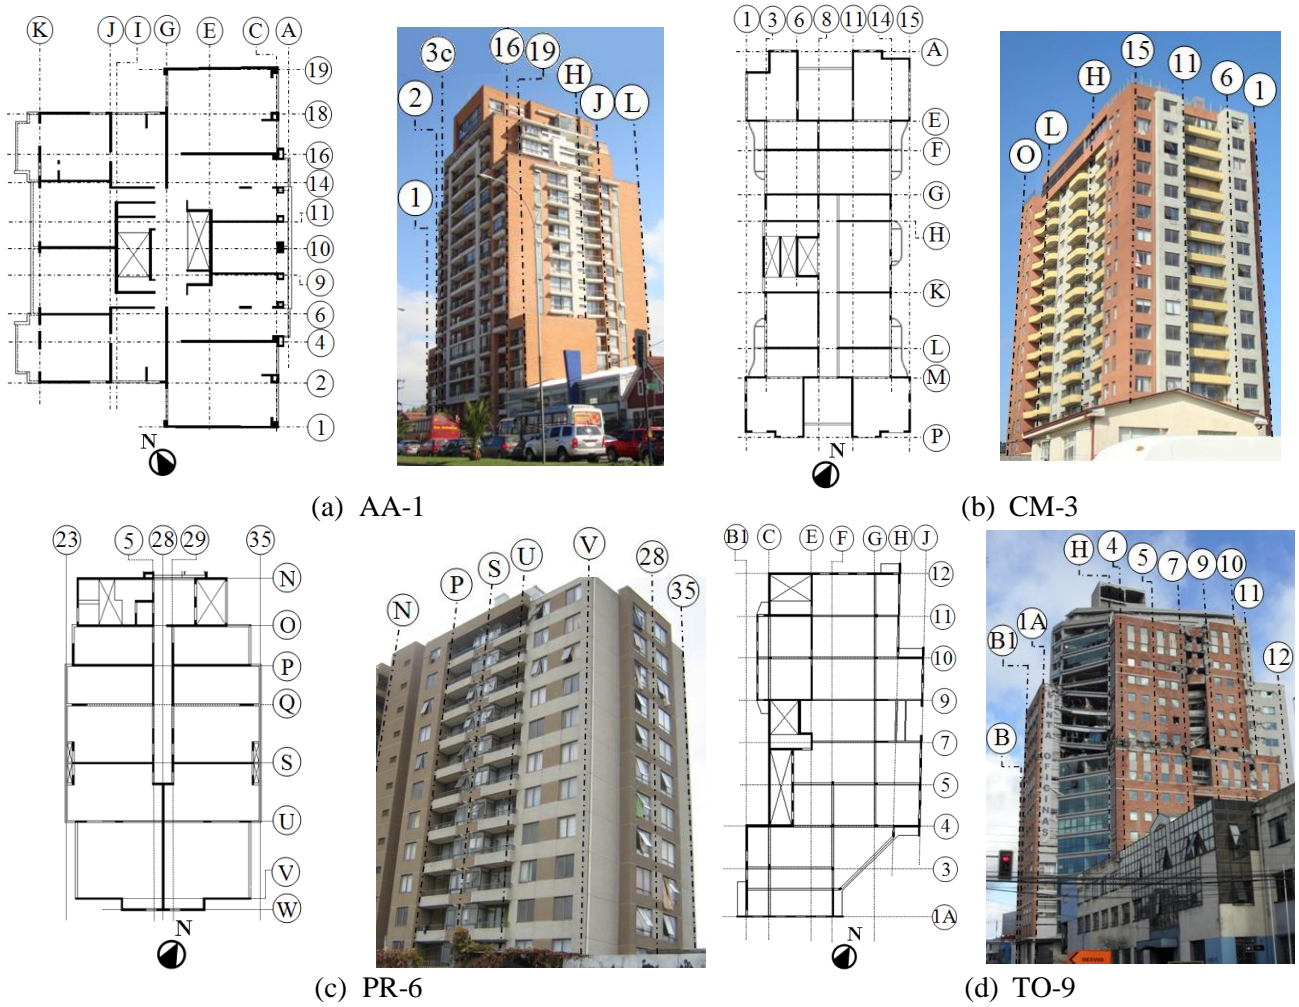 K J I G E C A
19
18
16
14
11
10
9
6
4
2
1
N
3c 16 19 H J L
2
1
(a) AA-1
1 3 6 8 11 14 15
A
E
F
G
H
K
L
M
P
N
15 11 6 1
H
L
O
(b) CM-3
23 5 28 29 35
N
O
P
Q
S
U
V
W
N
N P S U V 28 35
(c) PR-6
B1 C E F G H J
12
11
10
9
7
5
4
3
1A
N
H 4 5 7 9 10 11
12
1A
B1
B
OFICINAS
DESVIO
(d) TO-9